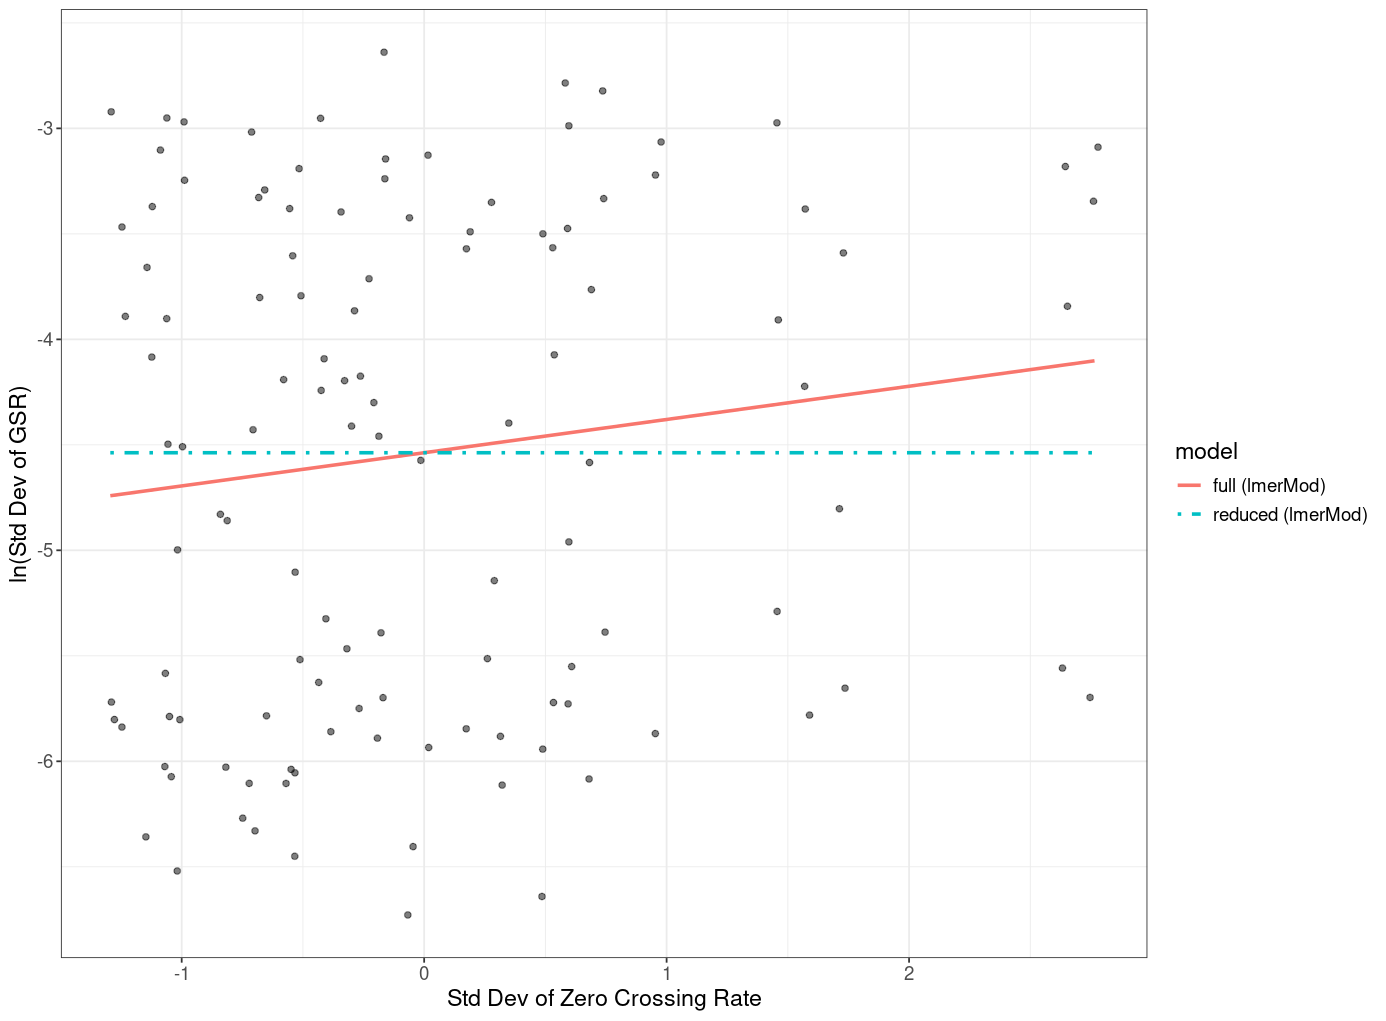 -3
-4
-5
-6
ln(Std Dev of GSR)
-1
0
1
2
Std Dev of Zero Crossing Rate
model
full (lmerMod)
reduced (lmerMod)